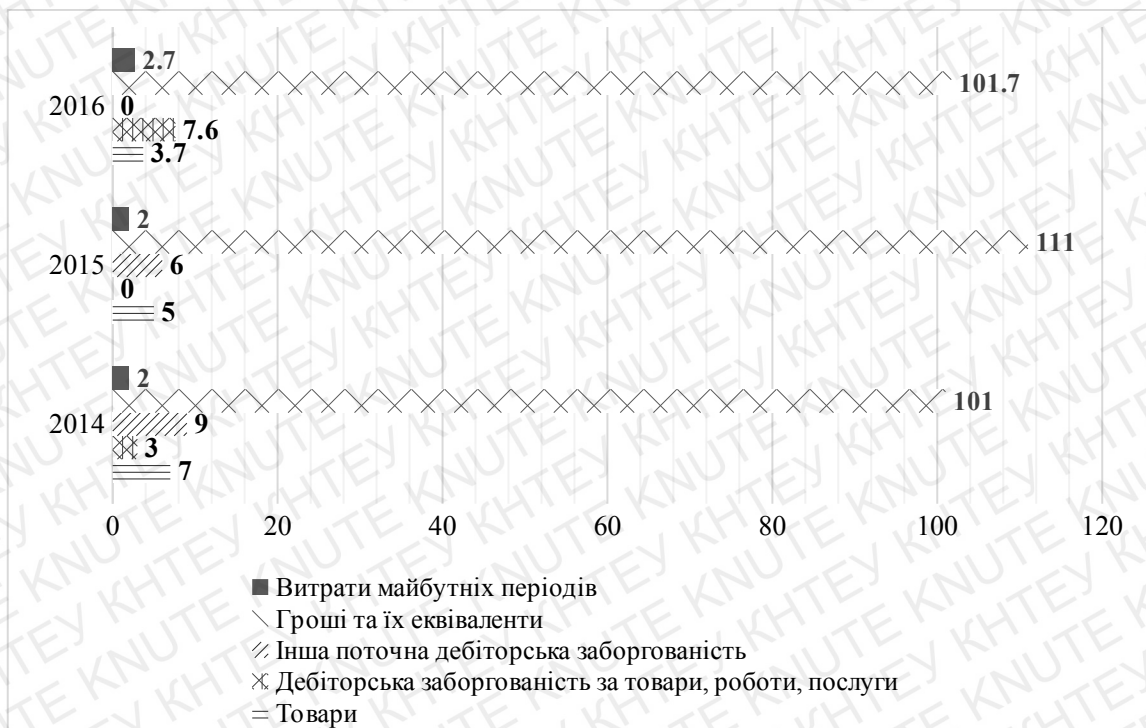 2.7
101.7
2016
0
7.6
3.7
2
111
2015
6
0
5
2
101
2014
9
3
7
0 20 40 60 80 100 120
Витрати майбутніх періодів
Гроші та їх еквіваленти
Інша поточна дебіторська заборгованість
Дебіторська заборгованість за товари, роботи, послуги
Товари
KNUTE КНТЕУ